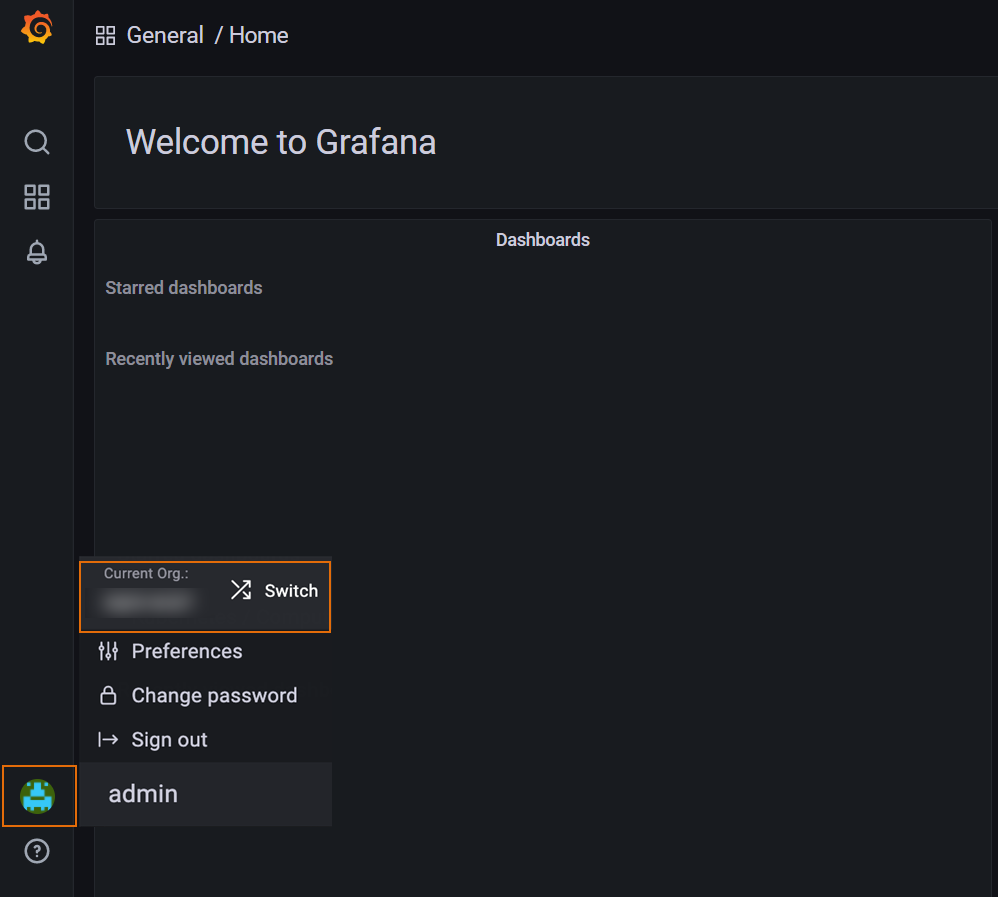 General / Home
Welcome to Grafana
Dashboards
Starred dashboards
Recently viewed dashboards
Current Org.:
Switch
Preferences
Change password
Sign out
admin